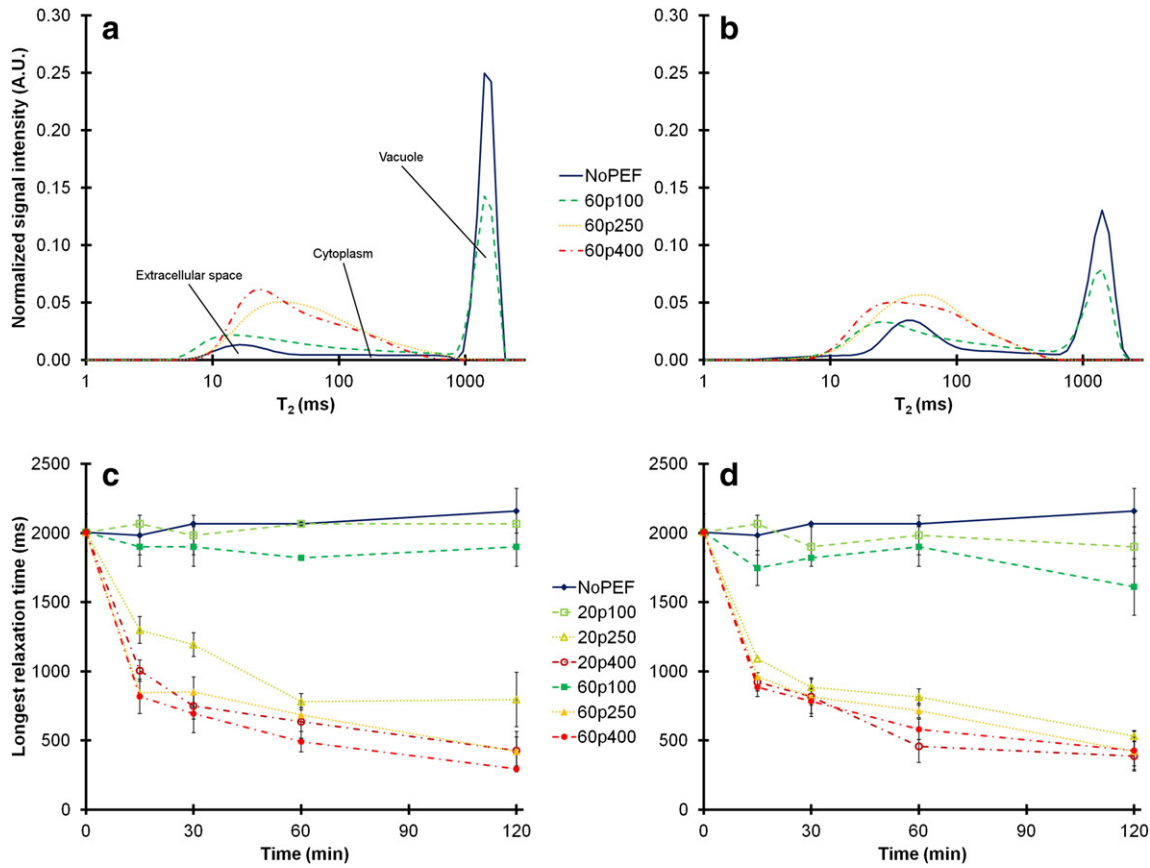 a
b
0.30
0.25
0.20
0.15
0.10
0.05
0.00
Normalized signal intensity (A.U.)
Vacuole
Cytoplasm
Extracellular space
1 10 100 1000
T2 (ms)
NoPEF
60p100
60p250
60p400
0.30
0.25
0.20
0.15
0.10
0.05
0.00
1 10 100 1000
T2 (ms)
c
d
2500
2000
1500
1000
500
0
Longest relaxation time (ms)
0 30 60 90 120
Time (min)
NoPEF
20p100
20p250
20p400
60p100
60p250
60p400
2500
2000
1500
1000
500
0
0 30 60 90 120
Time (min)